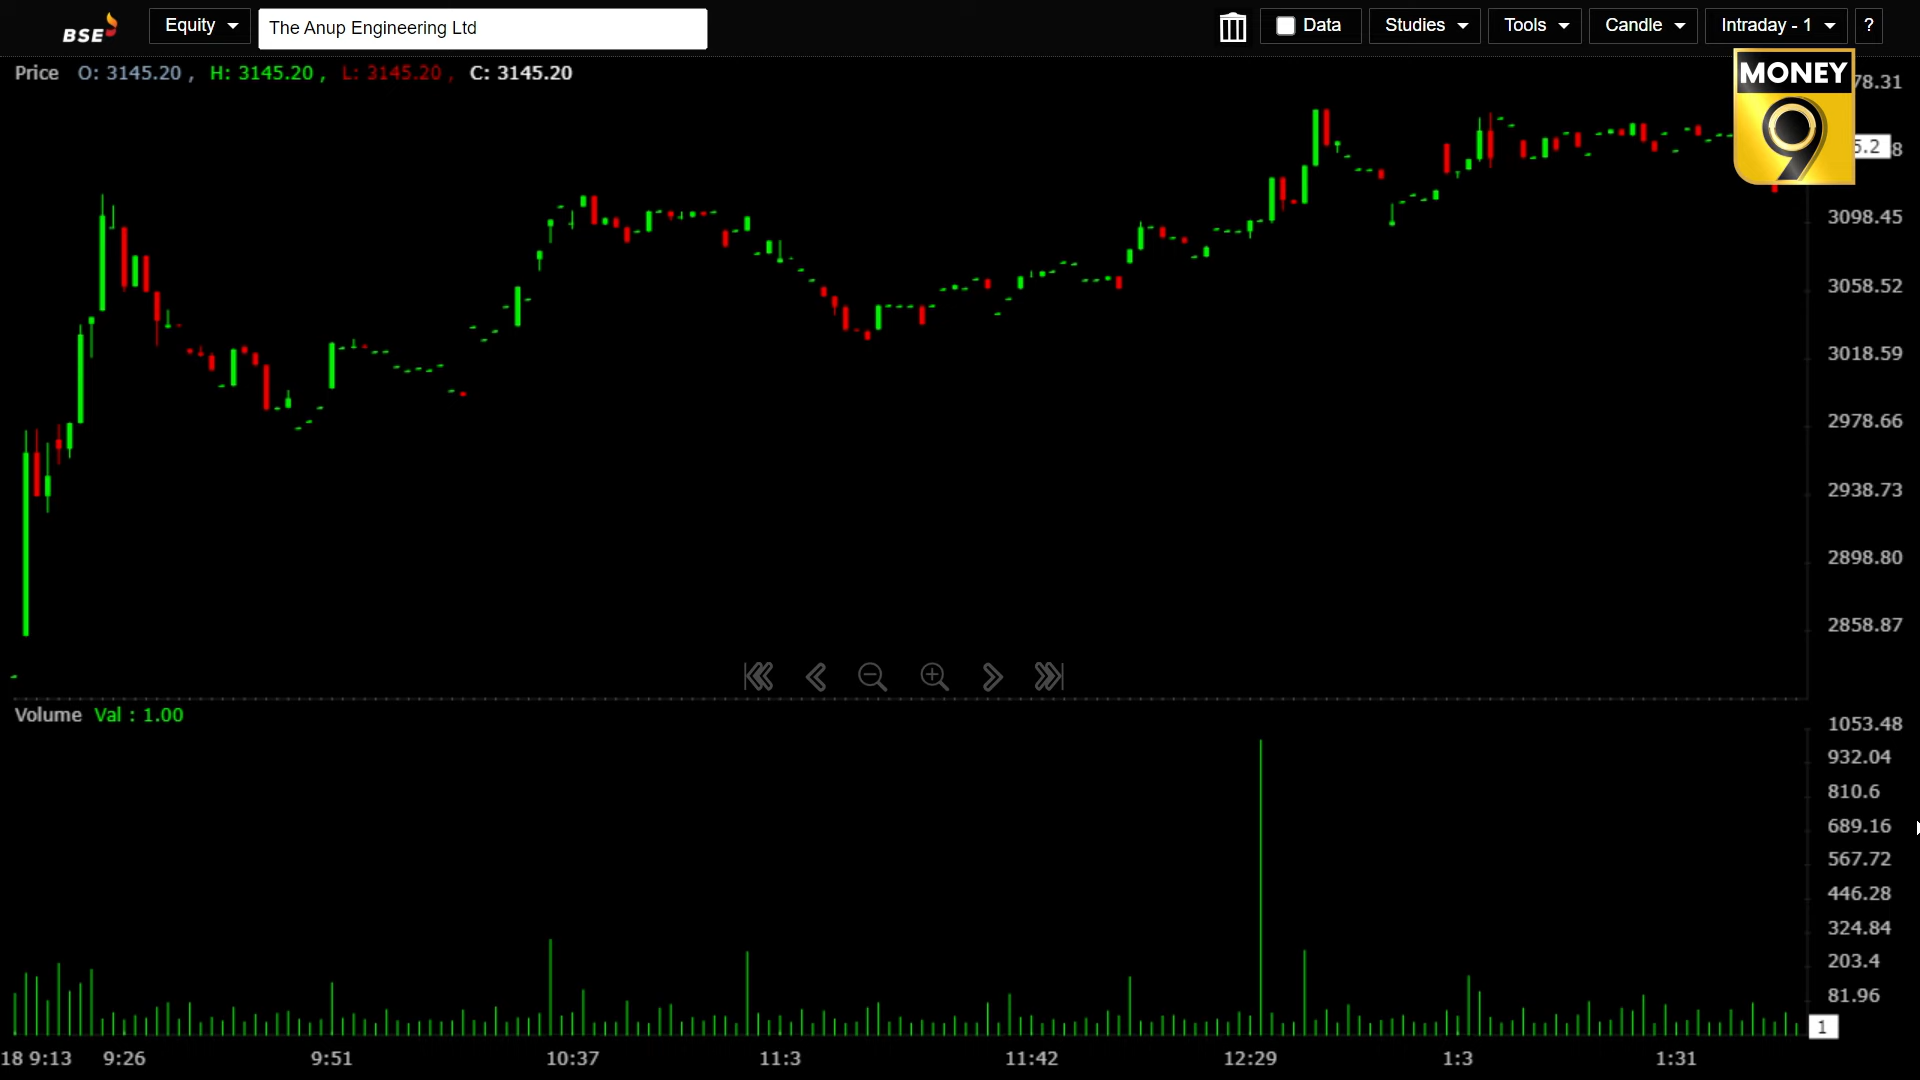 BSE
Equity
The Anup Engineering Ltd
Data
Studies
Tools
Candle
Intraday - 1
?
Price O: 3145.20 , H: 3145.20 , L: 3145.20 , C: 3145.20
MONEY
9
78.31
5.2
8
3098.45
3058.52
3018.59
2978.66
2938.73
2898.80
2858.87
Volume Val : 1.00
1053.48
932.04
810.6
689.16
567.72
446.28
324.84
203.4
81.96
1
18 9:13 9:26 9:51 10:37 11:3 11:42 12:29 1:3 1:31